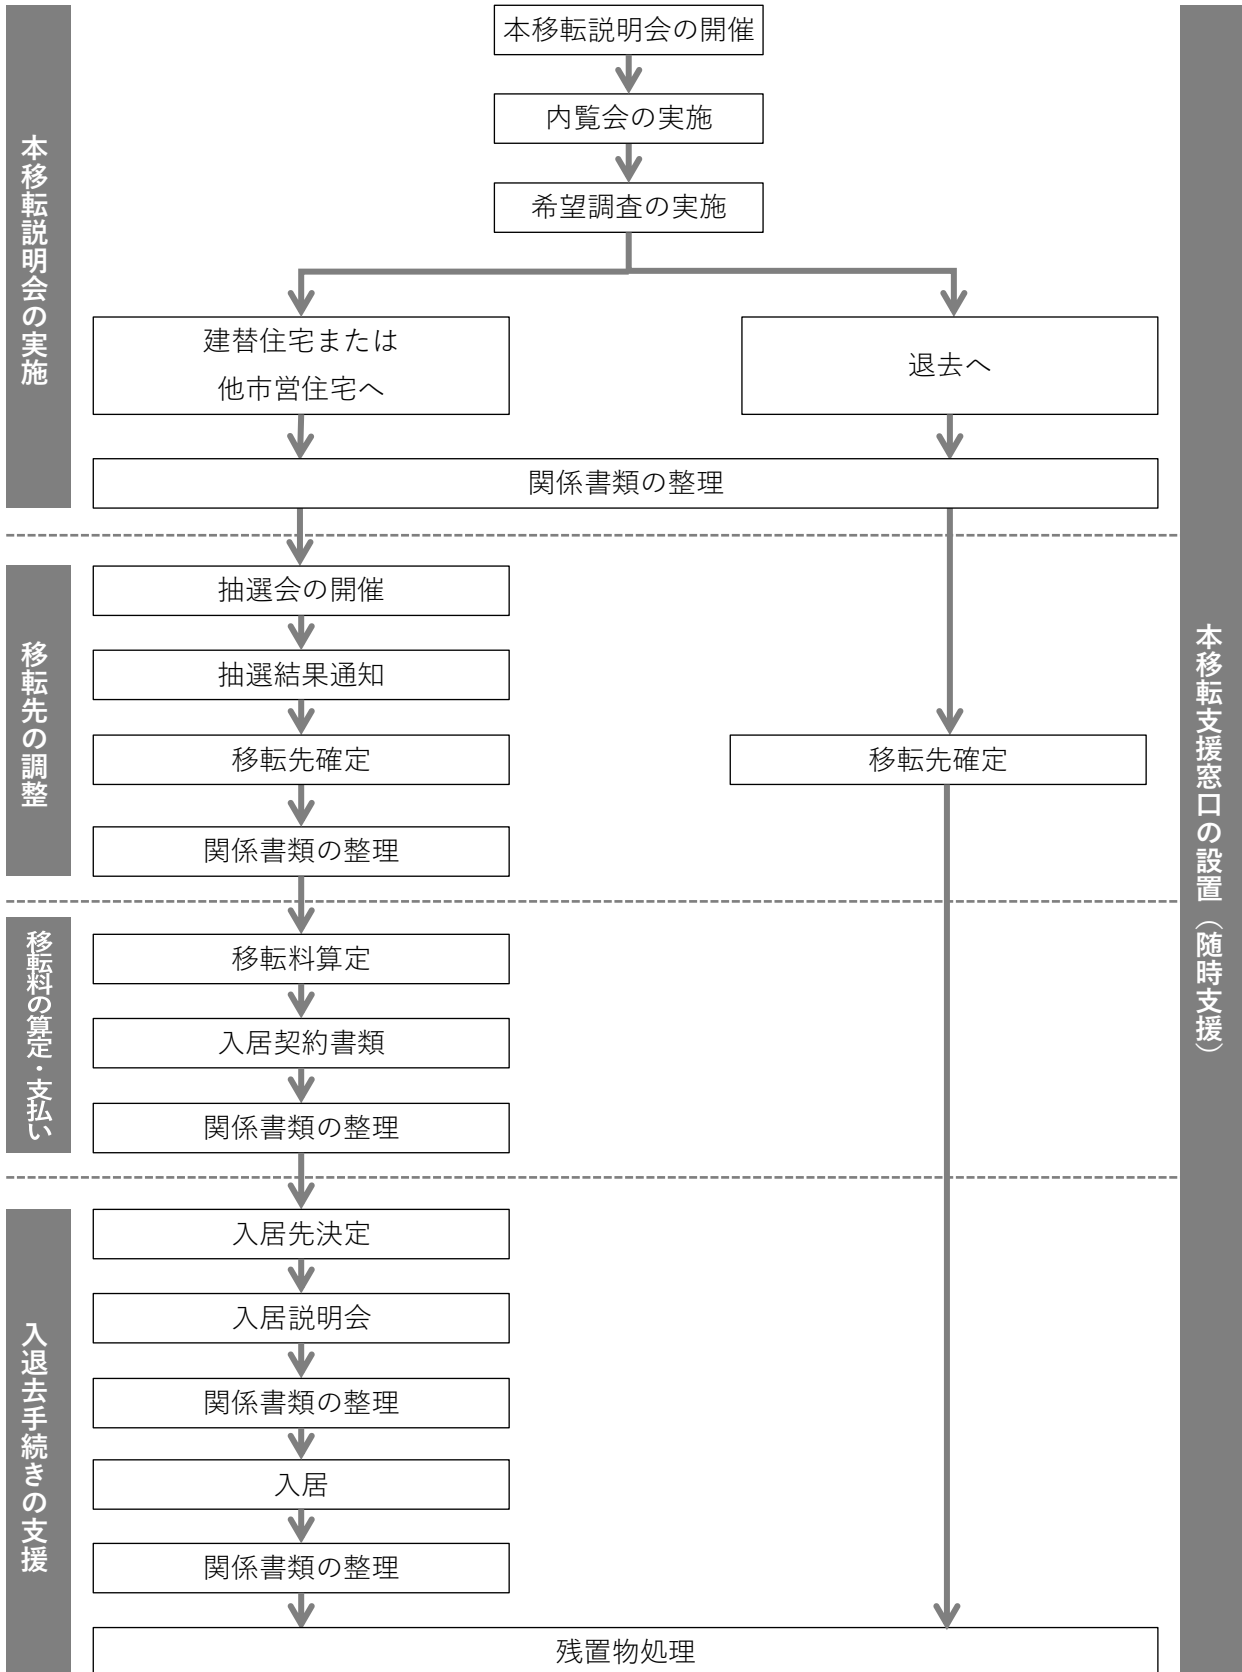 本移転説明会の実施
本移転説明会の開催
内覧会の実施
希望調査の実施
建替住宅または
他市営住宅へ
退去へ
関係書類の整理
移転先の調整
抽選会の開催
抽選結果通知
移転先確定
移転先確定
関係書類の整理
移転料の算定・支払い
移転料算定
入居契約書類
関係書類の整理
入退去手続きの支援
入居先決定
入居説明会
関係書類の整理
入居
関係書類の整理
残置物処理
本移転支援窓口の設置（随時支援）